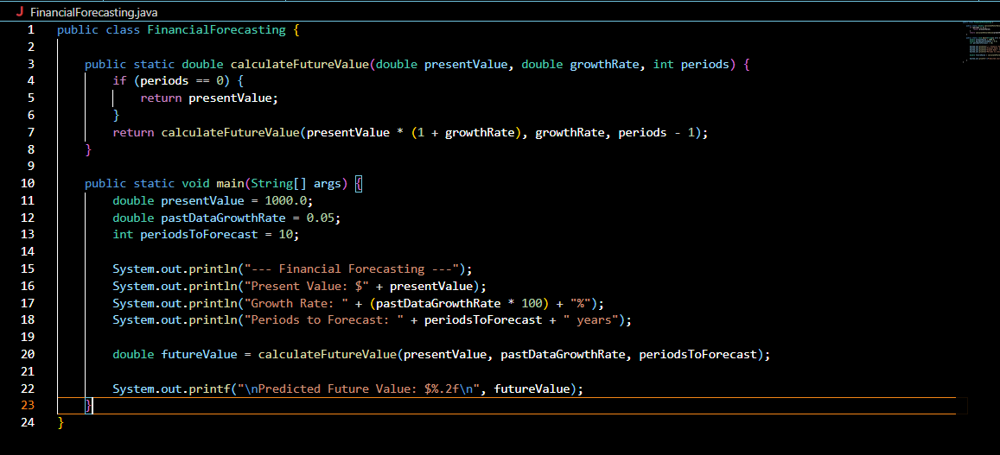 J FinancialForecasting.java
1 public class FinancialForecasting {
2
3     public static double calculateFutureValue(double presentValue, double growthRate, int periods) {
4         if (periods == 0) {
5             return presentValue;
6         }
7         return calculateFutureValue(presentValue * (1 + growthRate), growthRate, periods - 1);
8     }
9
10     public static void main(String[] args) {
11         double presentValue = 1000.0;
12         double pastDataGrowthRate = 0.05;
13         int periodsToForecast = 10;
14
15         System.out.println("--- Financial Forecasting ---");
16         System.out.println("Present Value: $" + presentValue);
17         System.out.println("Growth Rate: " + (pastDataGrowthRate * 100) + "%");
18         System.out.println("Periods to Forecast: " + periodsToForecast + " years");
19
20         double futureValue = calculateFutureValue(presentValue, pastDataGrowthRate, periodsToForecast);
21
22         System.out.printf("\nPredicted Future Value: $%.2f\n", futureValue);
23     }
24 }